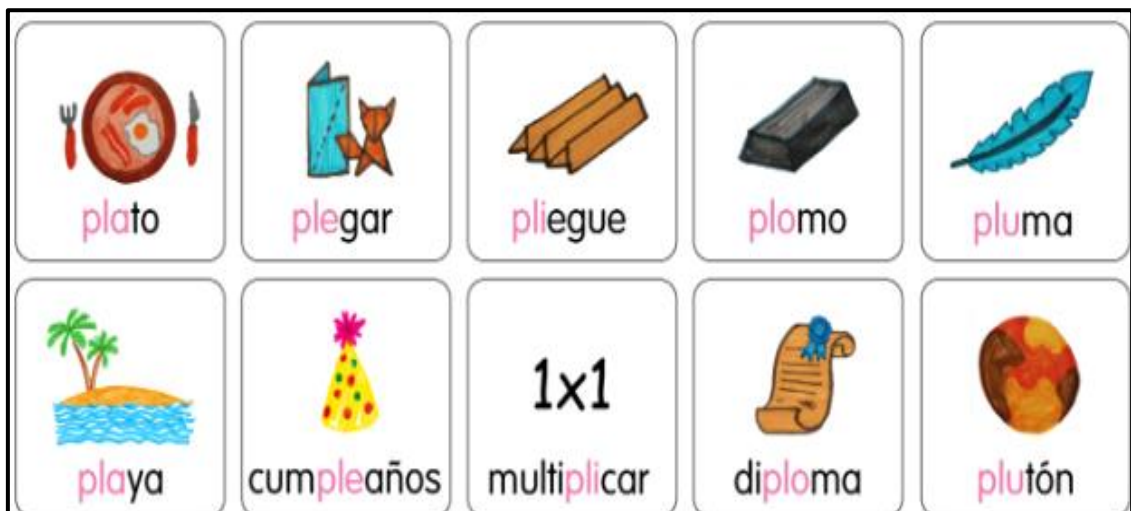 plato
plegar
pliegue
plomo
pluma
1x1
playa
cumpleaños
multiplicar
diploma
plutón